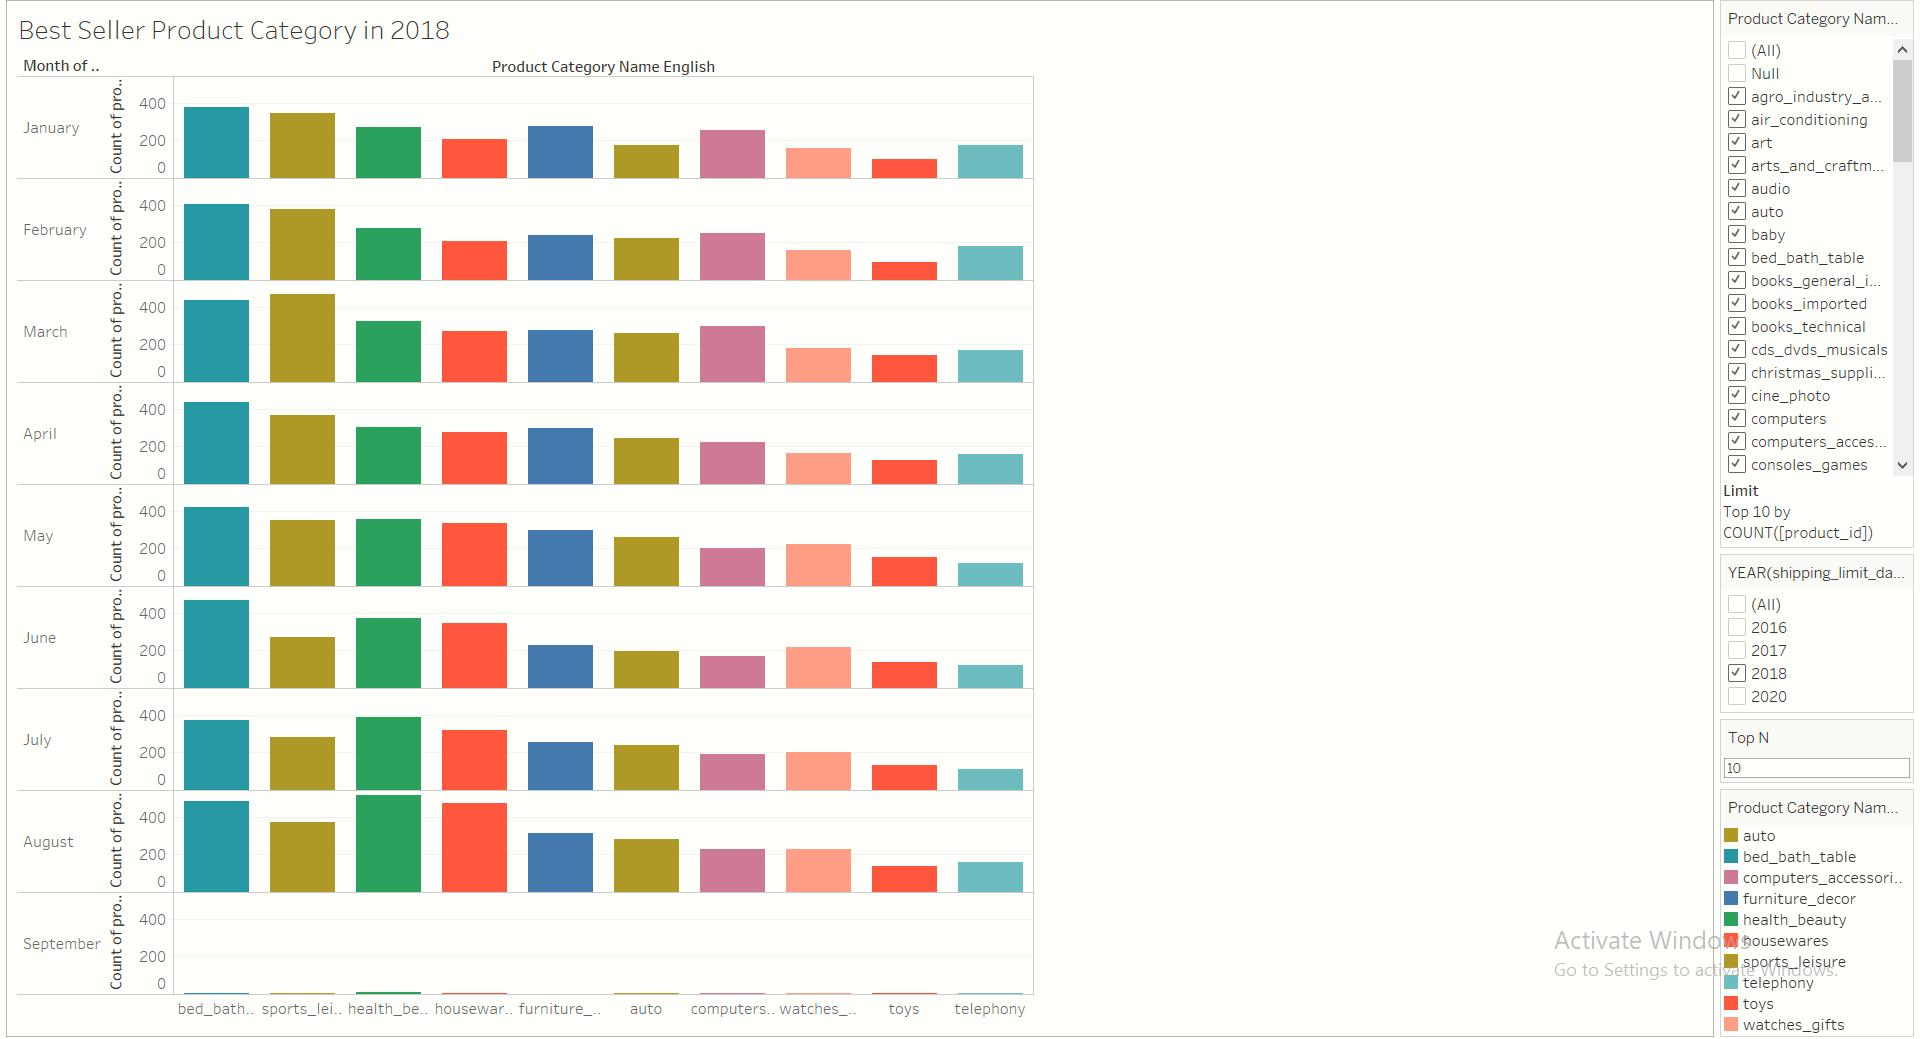 Best Seller Product Category in 2018
Month of ..
Product Category Name English
January
Count of pro..
400
200
0
February
Count of pro..
400
200
0
March
Count of pro..
400
200
0
April
Count of pro..
400
200
0
May
Count of pro..
400
200
0
June
Count of pro..
400
200
0
July
Count of pro..
400
200
0
August
Count of pro..
400
200
0
September
Count of pro..
400
200
0
bed_bath.. sports_lei.. health_be.. housewar.. furniture_.. auto computers.. watches_.. toys telephony
Product Category Nam...
(All)
Null
agro_industry_a...
air_conditioning
art
arts_and_craftm...
audio
auto
baby
bed_bath_table
books_general_i...
books_imported
books_technical
cds_dvds_musicals
christmas_suppli...
cine_photo
computers
computers_acces...
consoles_games
Limit
Top 10 by
COUNT([product_id])
YEAR(shipping_limit_da...
(All)
2016
2017
2018
2020
Top N
10
Product Category Nam...
auto
bed_bath_table
computers_accessori..
furniture_decor
health_beauty
housewares
sports_leisure
telephony
toys
watches_gifts
Activate Windows
Go to Settings to activate Windows.